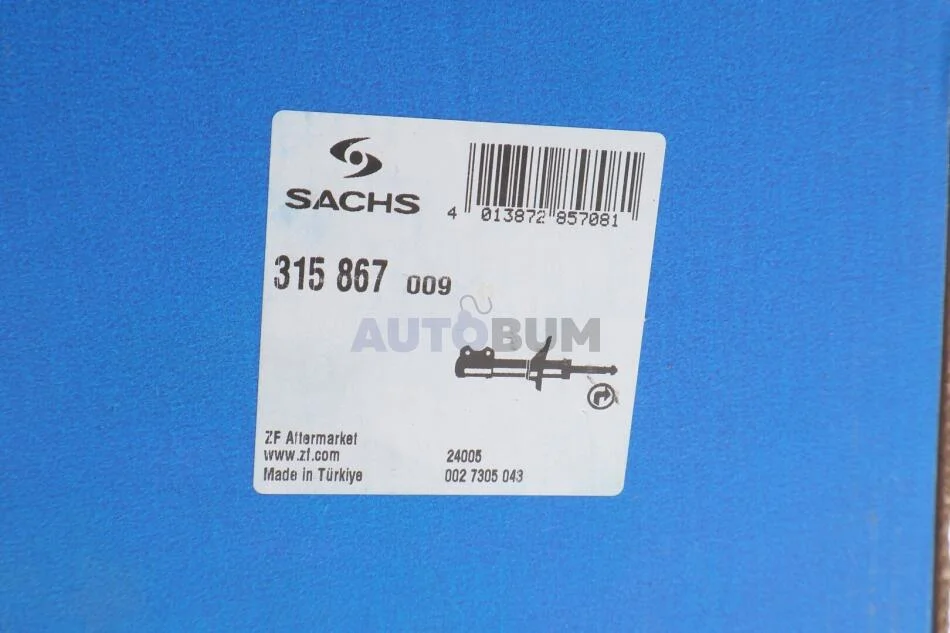 SACHS
4 013872 857081
315 867 009
AUTOBUM
ZF Aftermarket
www.zf.com
Made in Türkiye
24005
002 7305 043